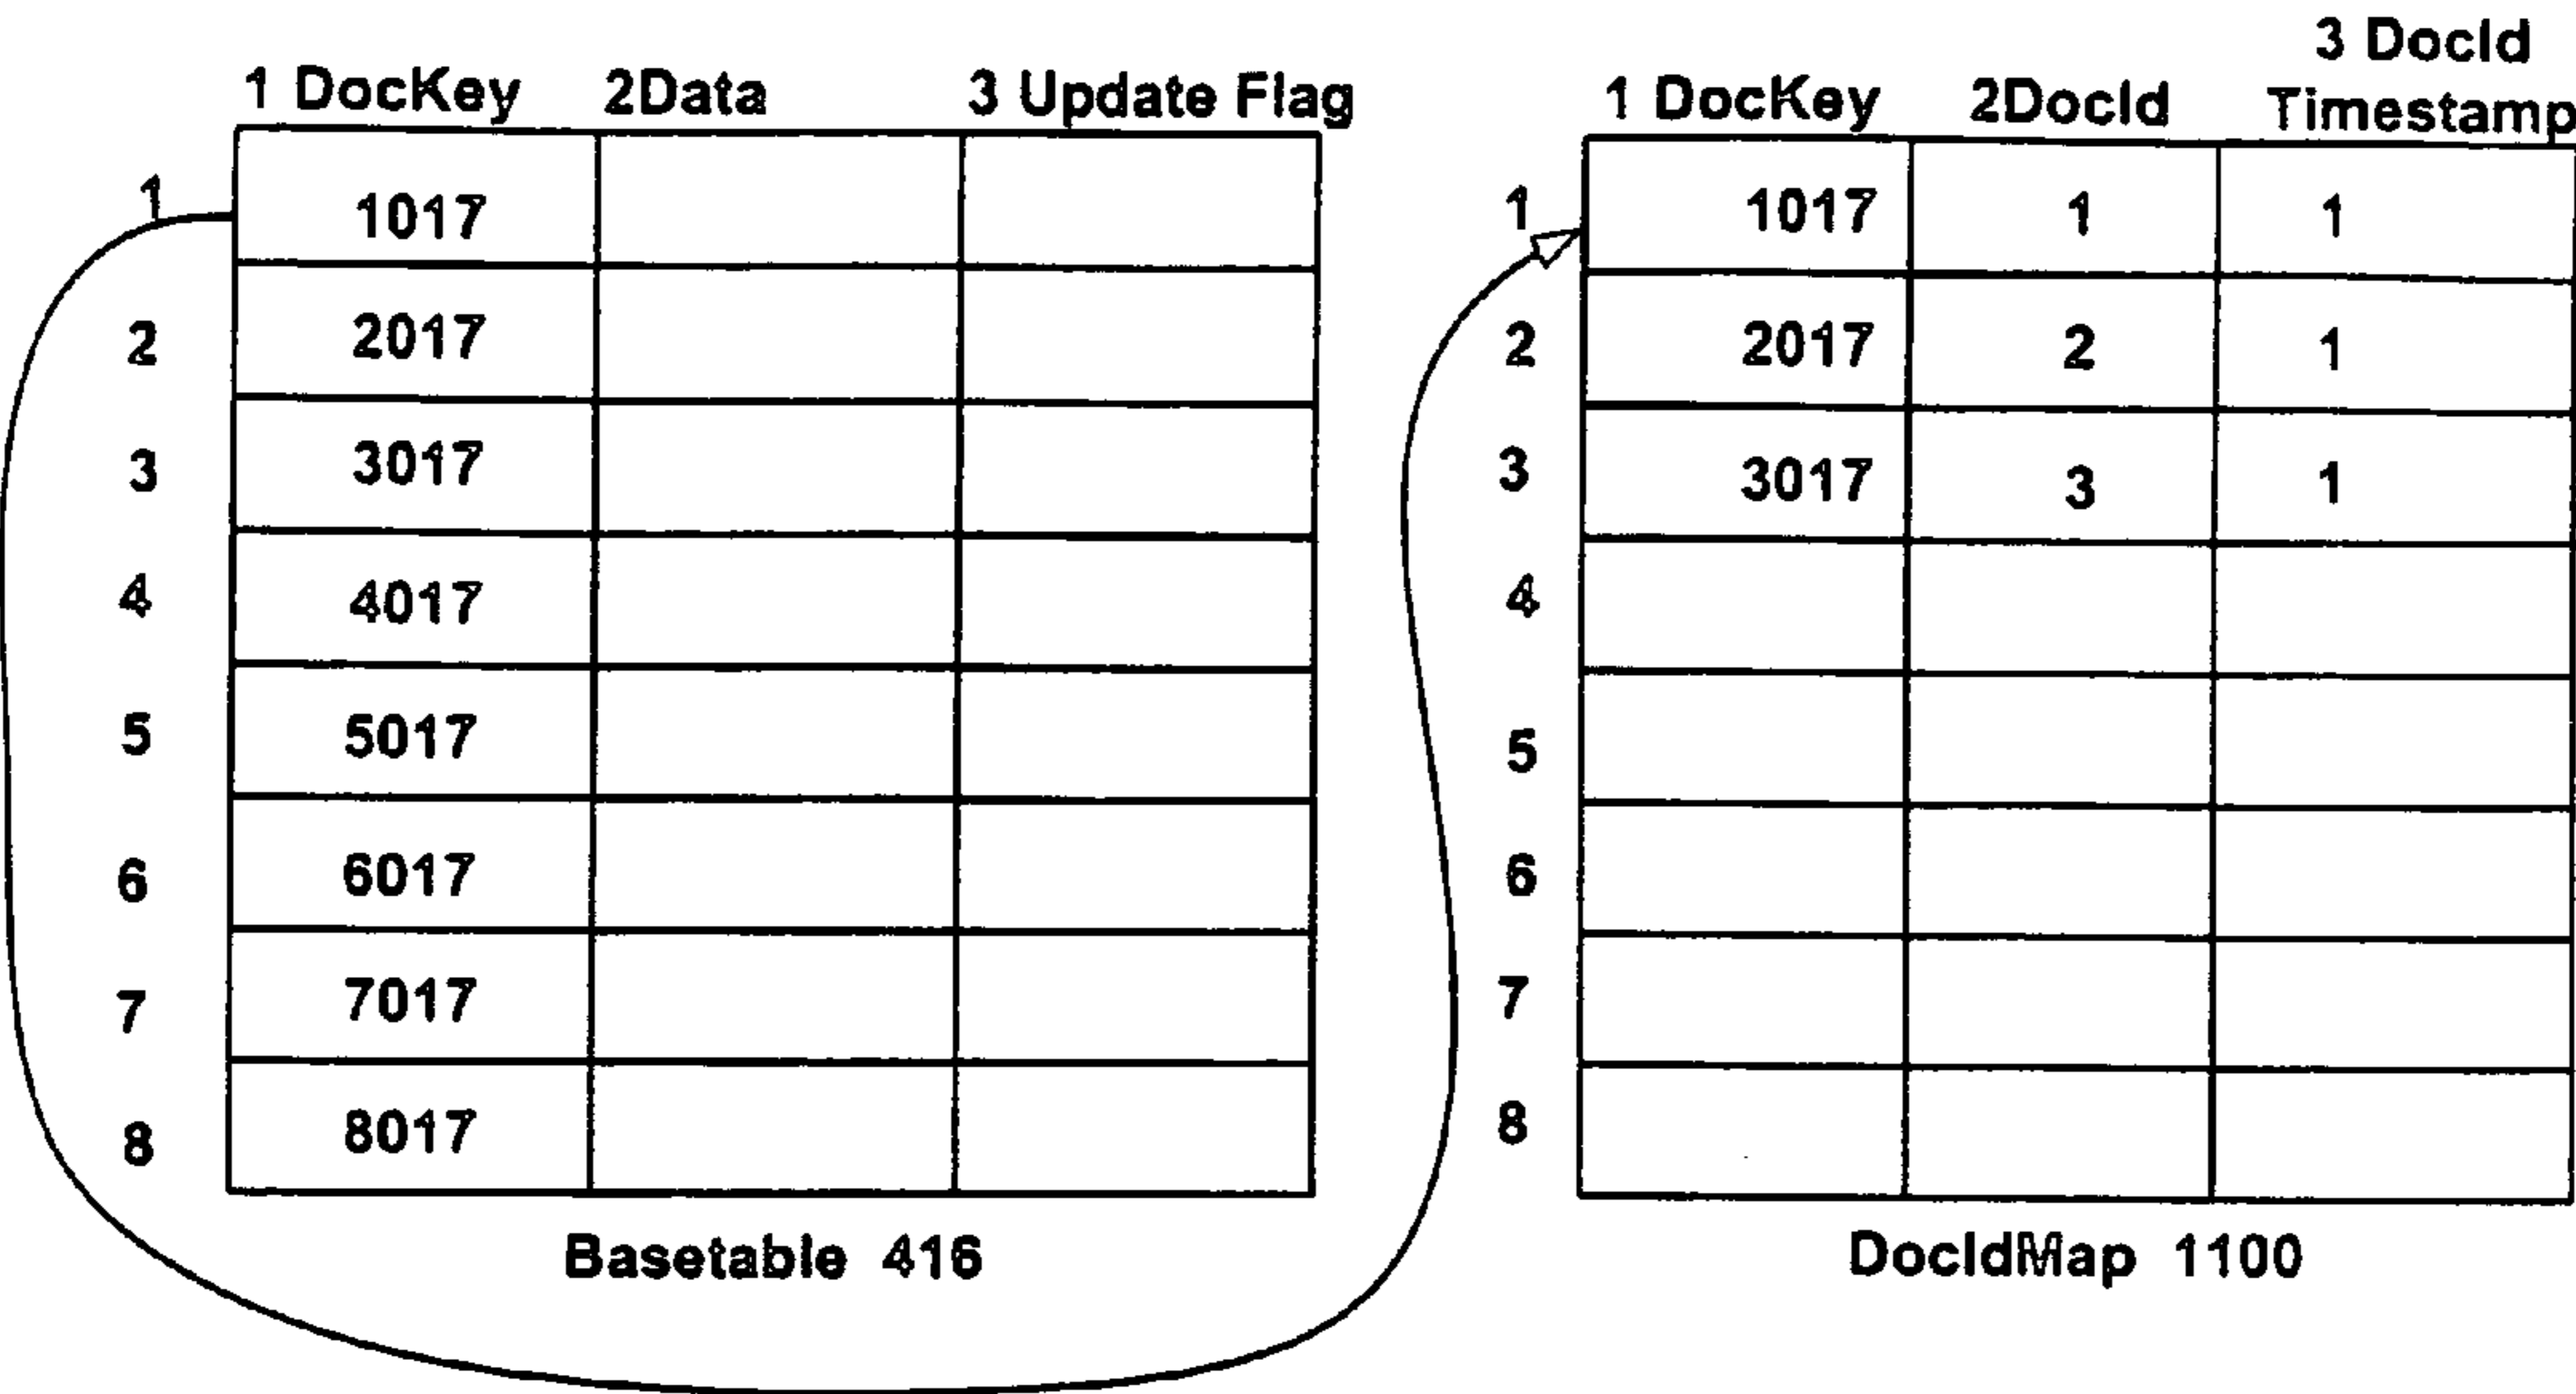 1 DocKey 2Data 3 Update Flag
1 1017
2 2017
3 3017
4 4017
5 5017
6 6017
7 7017
8 8017
Basetable 416
1 DocKey 2DocId 3 DocId
Timestamp
1 1017 1 1
2 2017 2 1
3 3017 3 1
4
5
6
7
8
DocIdMap 1100